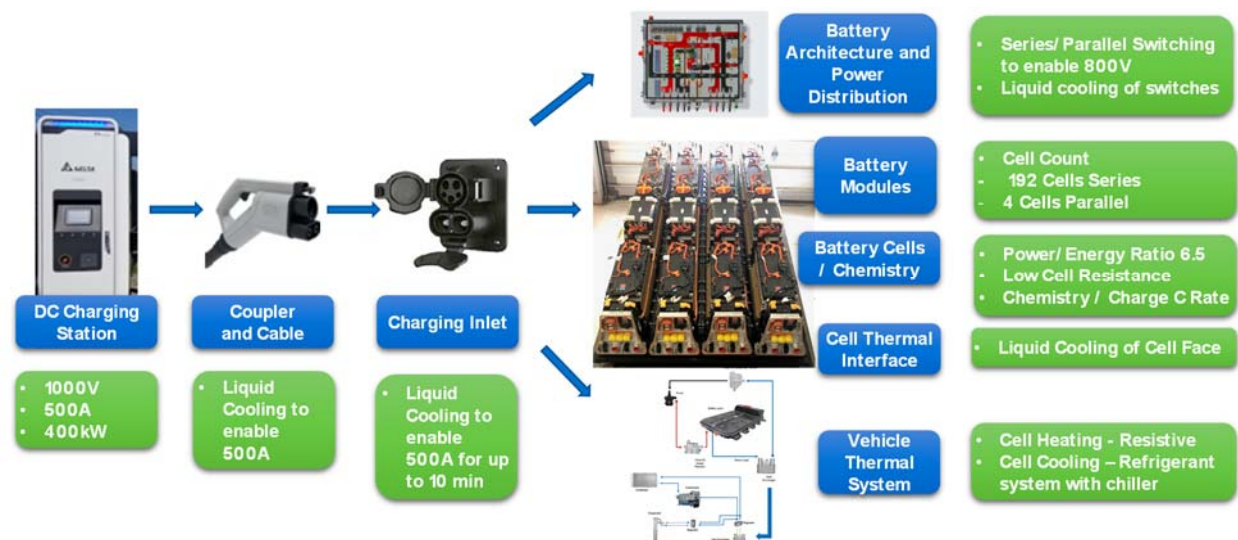 DC Charging
Station
• 1000V
• 500A
• 400kW
Coupler
and Cable
• Liquid
Cooling to
enable
500A
Charging Inlet
• Liquid
Cooling to
enable
500A for up
to 10 min
Battery
Architecture and
Power
Distribution
• Series/ Parallel Switching
to enable 800V
• Liquid cooling of switches
Battery
Modules
• Cell Count
- 192 Cells Series
- 4 Cells Parallel
Battery Cells
/ Chemistry
• Power/ Energy Ratio 6.5
• Low Cell Resistance
• Chemistry / Charge C Rate
Cell Thermal
Interface
• Liquid Cooling of Cell Face
Vehicle
Thermal
System
• Cell Heating - Resistive
• Cell Cooling – Refrigerant
system with chiller